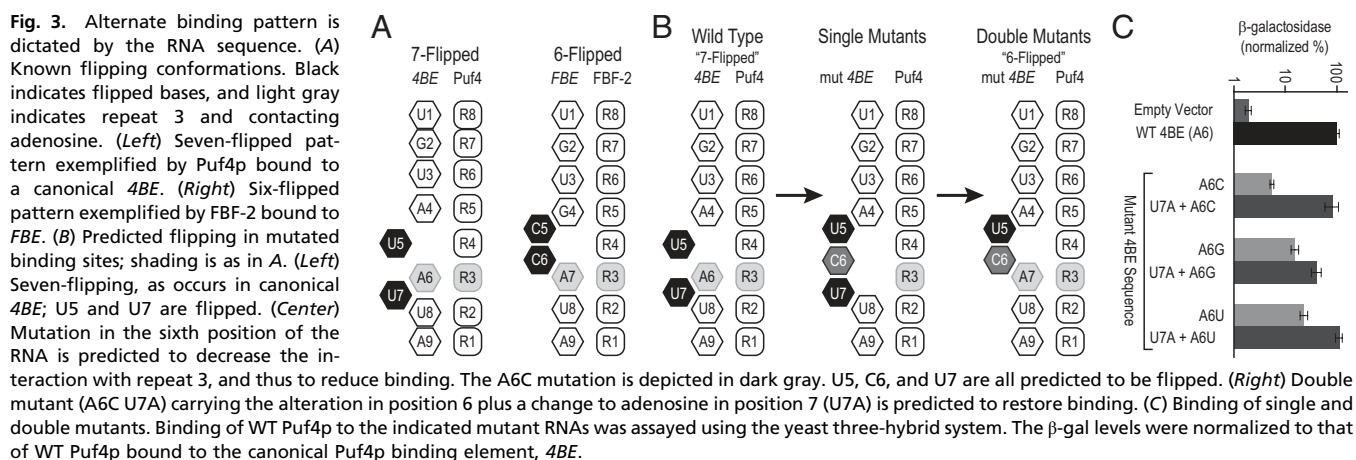 Fig. 3. Alternate binding pattern is
dictated by the RNA sequence. (A)
Known flipping conformations. Black
indicates flipped bases, and light gray
indicates repeat 3 and contacting
adenosine. (Left) Seven-flipped pat-
tern exemplified by Puf4p bound to
a canonical 4BE. (Right) Six-flipped
pattern exemplified by FBF-2 bound to
FBE. (B) Predicted flipping in mutated
binding sites; shading is as in A. (Left)
Seven-flipping, as occurs in canonical
4BE; U5 and U7 are flipped. (Center)
Mutation in the sixth position of the
RNA is predicted to decrease the in-
teraction with repeat 3, and thus to reduce binding. The A6C mutation is depicted in dark gray. U5, C6, and U7 are all predicted to be flipped. (Right) Double
mutant (A6C U7A) carrying the alteration in position 6 plus a change to adenosine in position 7 (U7A) is predicted to restore binding. (C) Binding of single and
double mutants. Binding of WT Puf4p to the indicated mutant RNAs was assayed using the yeast three-hybrid system. The β-gal levels were normalized to that
of WT Puf4p bound to the canonical Puf4p binding element, 4BE.
A
7-Flipped
4BE Puf4
U1 R8
G2 R7
U3 R6
A4 R5
U5 R4
A6 R3
U7
U8 R2
A9 R1
6-Flipped
FBE FBF-2
U1 R8
G2 R7
U3 R6
G4 R5
C5 R4
C6
A7 R3
U8 R2
A9 R1
B
Wild Type
"7-Flipped"
4BE Puf4
U1 R8
G2 R7
U3 R6
A4 R5
U5 R4
A6 R3
U7
U8 R2
A9 R1
Single Mutants
mut 4BE Puf4
U1 R8
G2 R7
U3 R6
A4 R5
U5 R4
C6 R3
U7
U8 R2
A9 R1
Double Mutants
"6-Flipped"
mut 4BE Puf4
U1 R8
G2 R7
U3 R6
A4 R5
U5 R4
C6
A7 R3
U8 R2
A9 R1
C
β-galactosidase
(normalized %)
1 10 100
Empty Vector
WT 4BE (A6)
Mutant 4BE Sequence
A6C
U7A + A6C
A6G
U7A + A6G
A6U
U7A + A6U